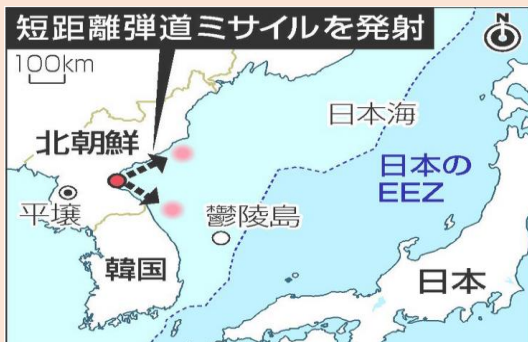 短距離弾道ミサイルを発射
N
100km
日本海
北朝鮮
日本の
EEZ
平壌
鬱陵島
韓国
日本